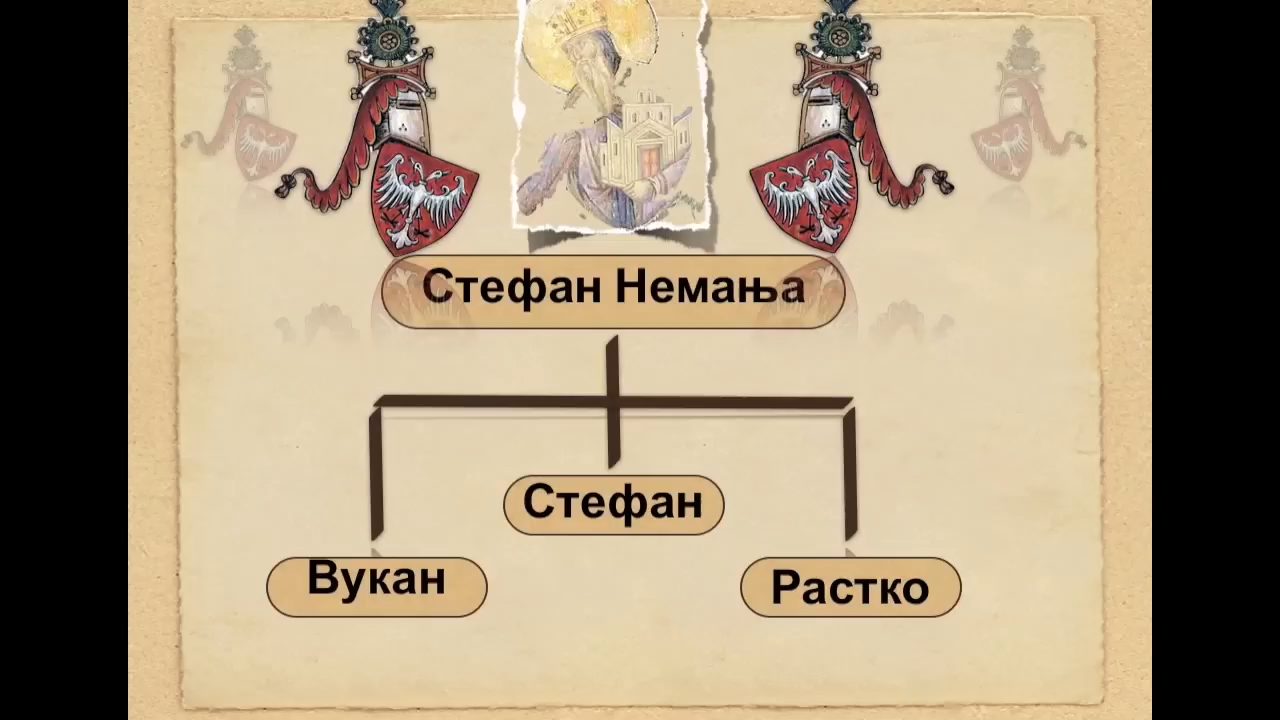 Стефан Немања
Стефан
Вукан
Растко